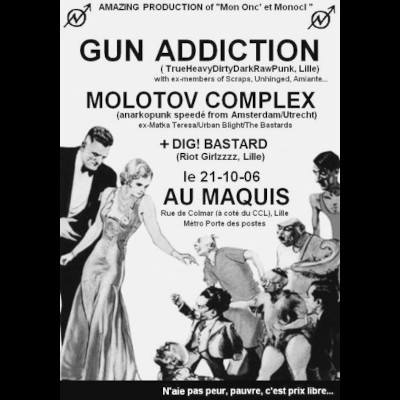 AMAZING PRODUCTION of "Mon Onc' et Monocl "
GUN ADDICTION
( TrueHeavyDirtyDarkRawPunk, Lille)
with ex-members of Scraps, Unhinged, Amiante...
MOLOTOV COMPLEX
(anarkopunk speedé from Amsterdam/Utrecht)
ex-Matka Teresa/Urban Blight/The Bastards
+ DIG! BASTARD
(Riot Girlzzzz, Lille)
le 21-10-06
AU MAQUIS
Rue de Colmar (à coté du CCL), Lille
Métro Porte des postes
N'aie pas peur, pauvre, c'est prix libre...